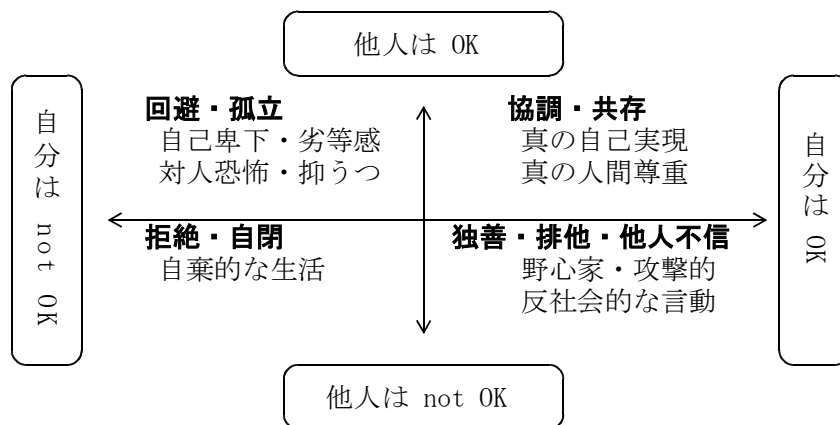 他人は OK
自分は not OK
回避・孤立
自己卑下・劣等感
対人恐怖・抑うつ
協調・共存
真の自己実現
真の人間尊重
自分は OK
拒絶・自閉
自棄的な生活
独善・排他・他人不信
野心家・攻撃的
反社会的な言動
他人は not OK